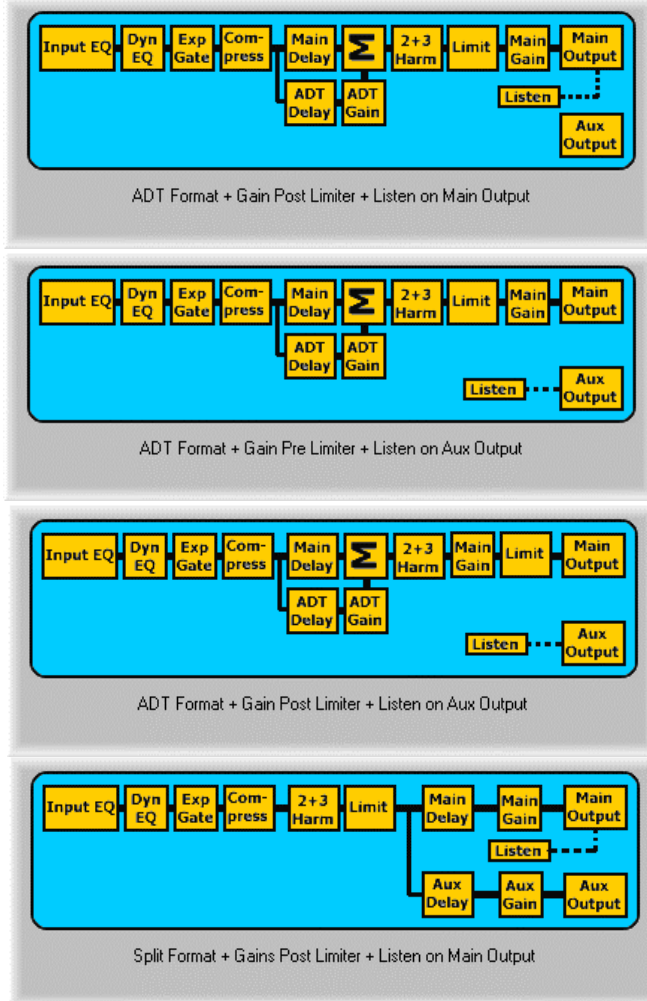 Input EQ
Dyn
EQ
Exp
Gate
Com-
press
Main
Delay
Σ
2+3
Harm
Limit
Main
Gain
Main
Output
ADT
Delay
ADT
Gain
Listen
Aux
Output
ADT Format + Gain Post Limiter + Listen on Main Output
Input EQ
Dyn
EQ
Exp
Gate
Com-
press
Main
Delay
Σ
2+3
Harm
Limit
Main
Gain
Main
Output
ADT
Delay
ADT
Gain
Listen
Aux
Output
ADT Format + Gain Pre Limiter + Listen on Aux Output
Input EQ
Dyn
EQ
Exp
Gate
Com-
press
Main
Delay
Σ
2+3
Harm
Main
Gain
Limit
Main
Output
ADT
Delay
ADT
Gain
Listen
Aux
Output
ADT Format + Gain Post Limiter + Listen on Aux Output
Input EQ
Dyn
EQ
Exp
Gate
Com-
press
2+3
Harm
Limit
Main
Delay
Main
Gain
Main
Output
Listen
Aux
Delay
Aux
Gain
Aux
Output
Split Format + Gains Post Limiter + Listen on Main Output